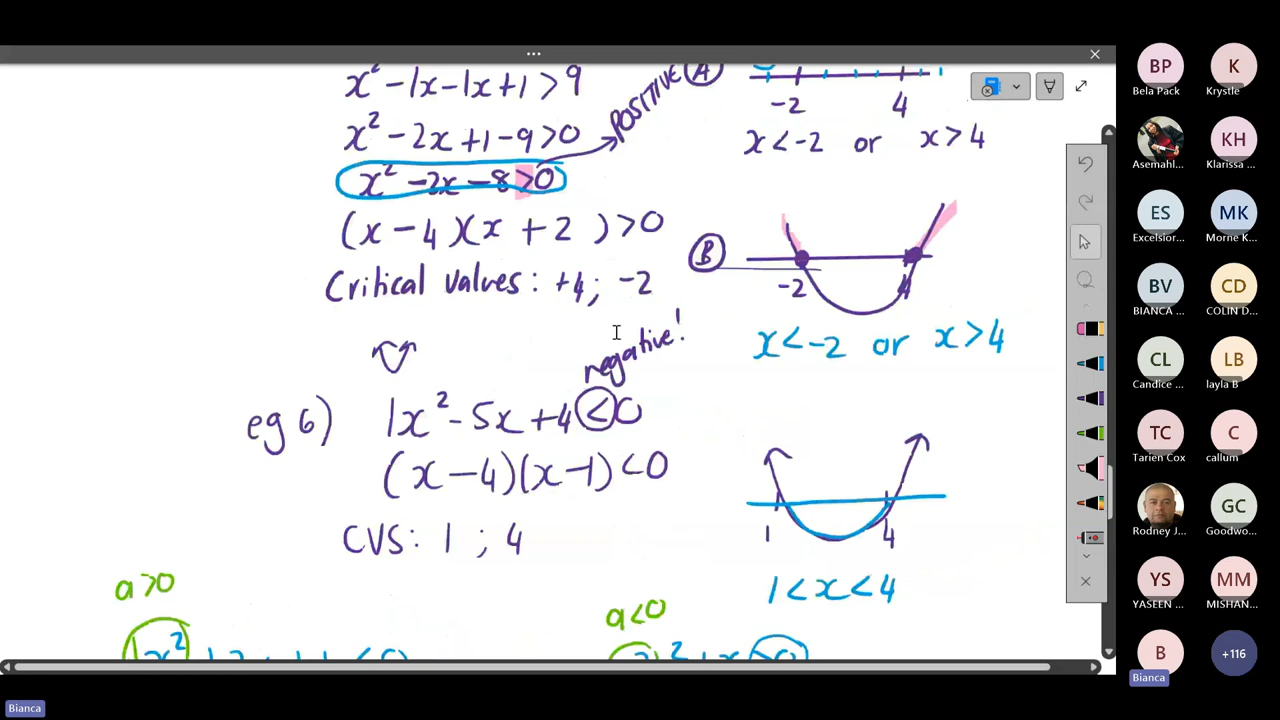 x² -1x -1x +1 > 9
x² - 2x +1 -9 >0
POSITIVE A
x² -2x -8 >0
(x - 4)(x + 2 ) >0
Critical values: +4; -2
-2 4
x < -2 or x > 4
B
-2 4
x < -2 or x > 4
negative!
eg 6) 1x² - 5x +4 <0
(x -4)(x -1) <0
CVS: 1 ; 4
1 4
1 < x < 4
a>0
a<0
BP
Bela Pack
K
Krystle
Asemahl...
KH
Klarissa ...
ES
Excelsior...
MK
Morne K...
BV
BIANCA ...
CD
COLIN D...
CL
Candice ...
LB
layla B
TC
Tarien Cox
C
callum
Rodney J...
GC
Goodwo...
YS
YASEEN ...
MM
MISHAN...
B
Bianca
+116
Bianca